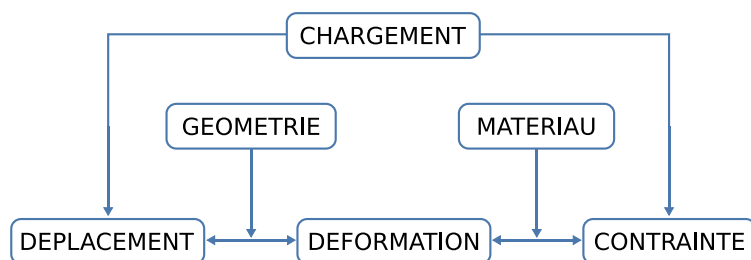 CHARGEMENT
GEOMETRIE
MATERIAU
DEPLACEMENT
DEFORMATION
CONTRAINTE